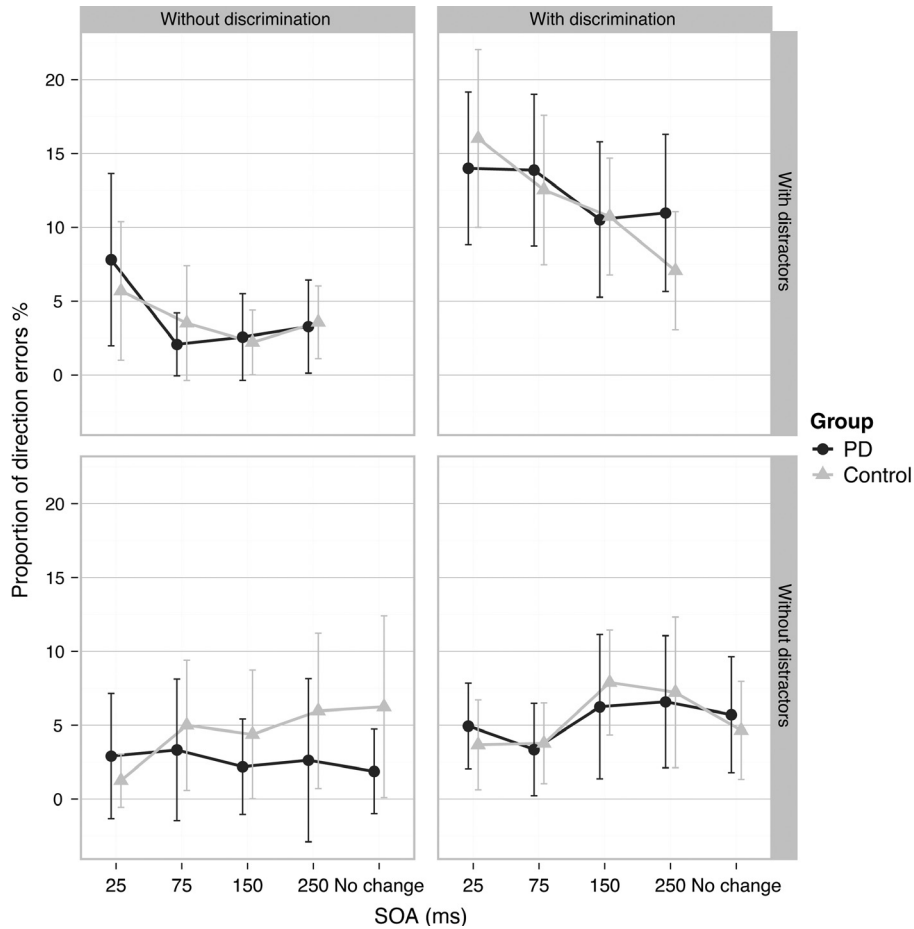 Without discrimination
With discrimination
20
15
10
5
0
With distractors
20
15
10
5
0
Without distractors
Proportion of direction errors %
25 75 150 250 No change
25 75 150 250 No change
SOA (ms)
Group
PD
Control